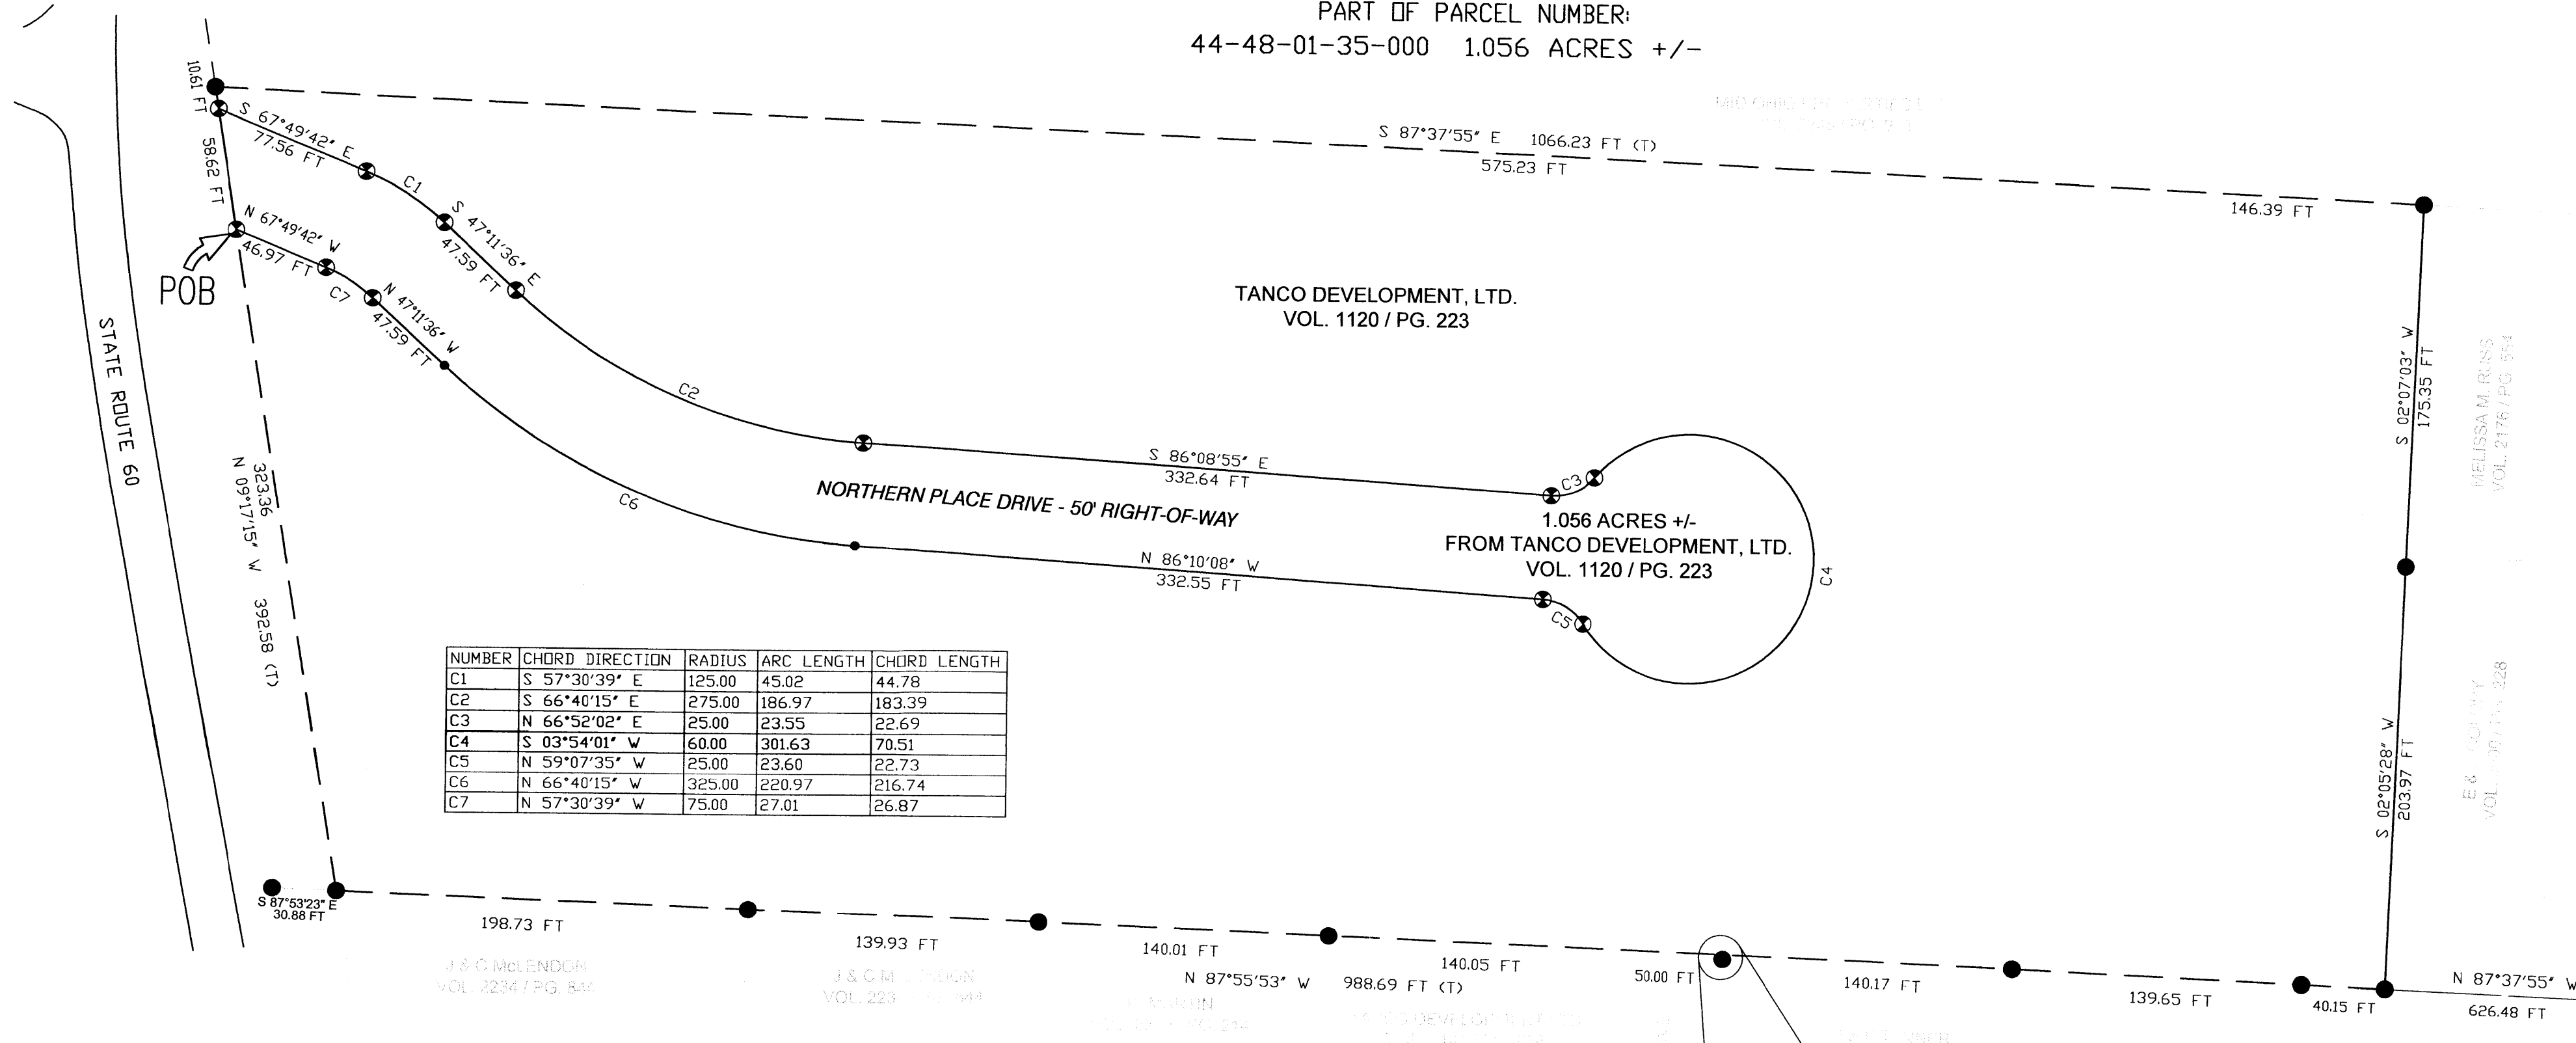 PART OF PARCEL NUMBER:
44-48-01-35-000 1.056 ACRES +/-
10.61 FT
S 67°49'42" E
77.56 FT
58.62 FT
C1
S 47°11'36" E
47.59 FT
N 67°49'42" W
46.97 FT
POB
C7
N 47°11'36" W
47.59 FT
S 87°37'55" E 1066.23 FT (T)
575.23 FT
146.39 FT
TANCO DEVELOPMENT, LTD.
VOL. 1120 / PG. 223
S 02°07'03" W
175.35 FT
MELISSA M. RUSS
VOL. 2176 / PG. 554
STATE ROUTE 60
C2
C6
S 86°08'55" E
332.64 FT
NORTHERN PLACE DRIVE - 50' RIGHT-OF-WAY
N 86°10'08" W
332.55 FT
C3
1.056 ACRES +/-
FROM TANCO DEVELOPMENT, LTD.
VOL. 1120 / PG. 223
C4
C5
323.36
N 09°17'15" W 392.58 (T)
NUMBER CHORD DIRECTION RADIUS ARC LENGTH CHORD LENGTH
C1 S 57°30'39" E 125.00 45.02 44.78
C2 S 66°40'15" E 275.00 186.97 183.39
C3 N 66°52'02" E 25.00 23.55 22.69
C4 S 03°54'01" W 60.00 301.63 70.51
C5 N 59°07'35" W 25.00 23.60 22.73
C6 N 66°40'15" W 325.00 220.97 216.74
C7 N 57°30'39" W 75.00 27.01 26.87
S 02°05'28" W
203.97 FT
S 87°53'23" E
30.88 FT
198.73 FT
139.93 FT
140.01 FT
140.05 FT
50.00 FT
140.17 FT
139.65 FT
40.15 FT
N 87°55'53" W 988.69 FT (T)
N 87°37'55" W
626.48 FT
J & C McLENDON
VOL. 2234 / PG. 844